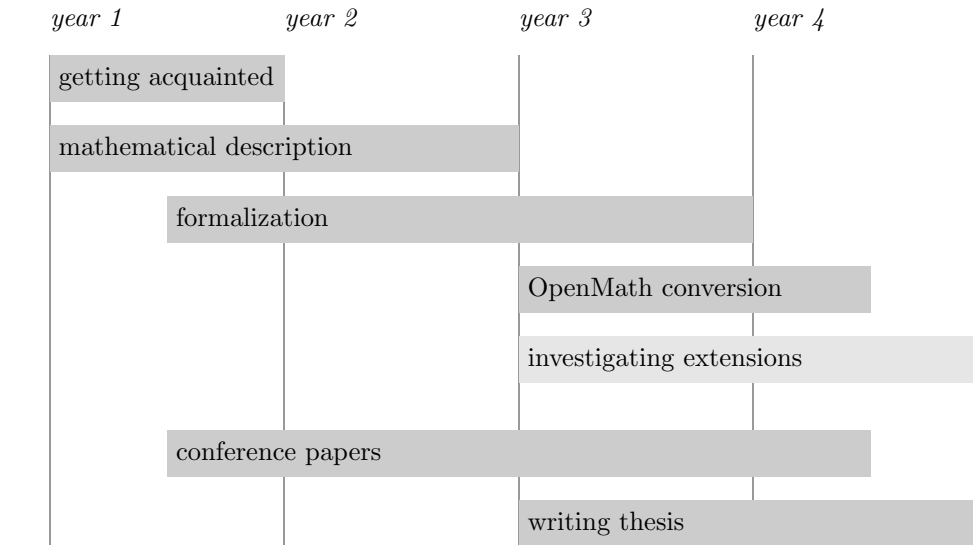 year 1 year 2 year 3 year 4
getting acquainted
mathematical description
formalization
OpenMath conversion
investigating extensions
conference papers
writing thesis